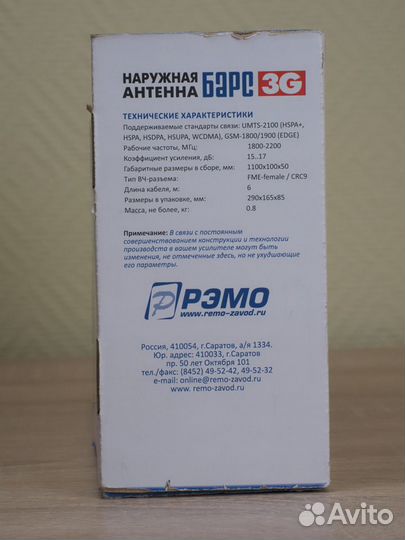 НАРУЖНАЯ АНТЕННА БАРС 3G
ТЕХНИЧЕСКИЕ ХАРАКТЕРИСТИКИ
Поддерживаемые стандарты связи: UMTS-2100 (HSPA+,
HSPA, HSDPA, HSUPA, WCDMA), GSM-1800/1900 (EDGE)
Рабочие частоты, МГц: 1800-2200
Коэффициент усиления, дБ: 15..17
Габаритные размеры в сборе, мм: 1100х100х50
Тип ВЧ-разъема: FME-female / CRC9
Длина кабеля, м: 6
Размеры в упаковке, мм: 290х165х85
Масса, не более, кг: 0.8
Примечание: В связи с постоянным
совершенствованием конструкции и технологии
производства в вашем усилителе могут быть
изменения, не отмеченные здесь, но не ухудшающие
его параметры.
РЭМО
www.remo-zavod.ru
Россия, 410054, г.Саратов, а/я 1334.
Юр. адрес: 410033, г.Саратов
пр. 50 лет Октября 101
тел./факс: (8452) 49-52-42, 49-52-32
e-mail: online@remo-zavod.ru
www.remo-zavod.ru
Avito